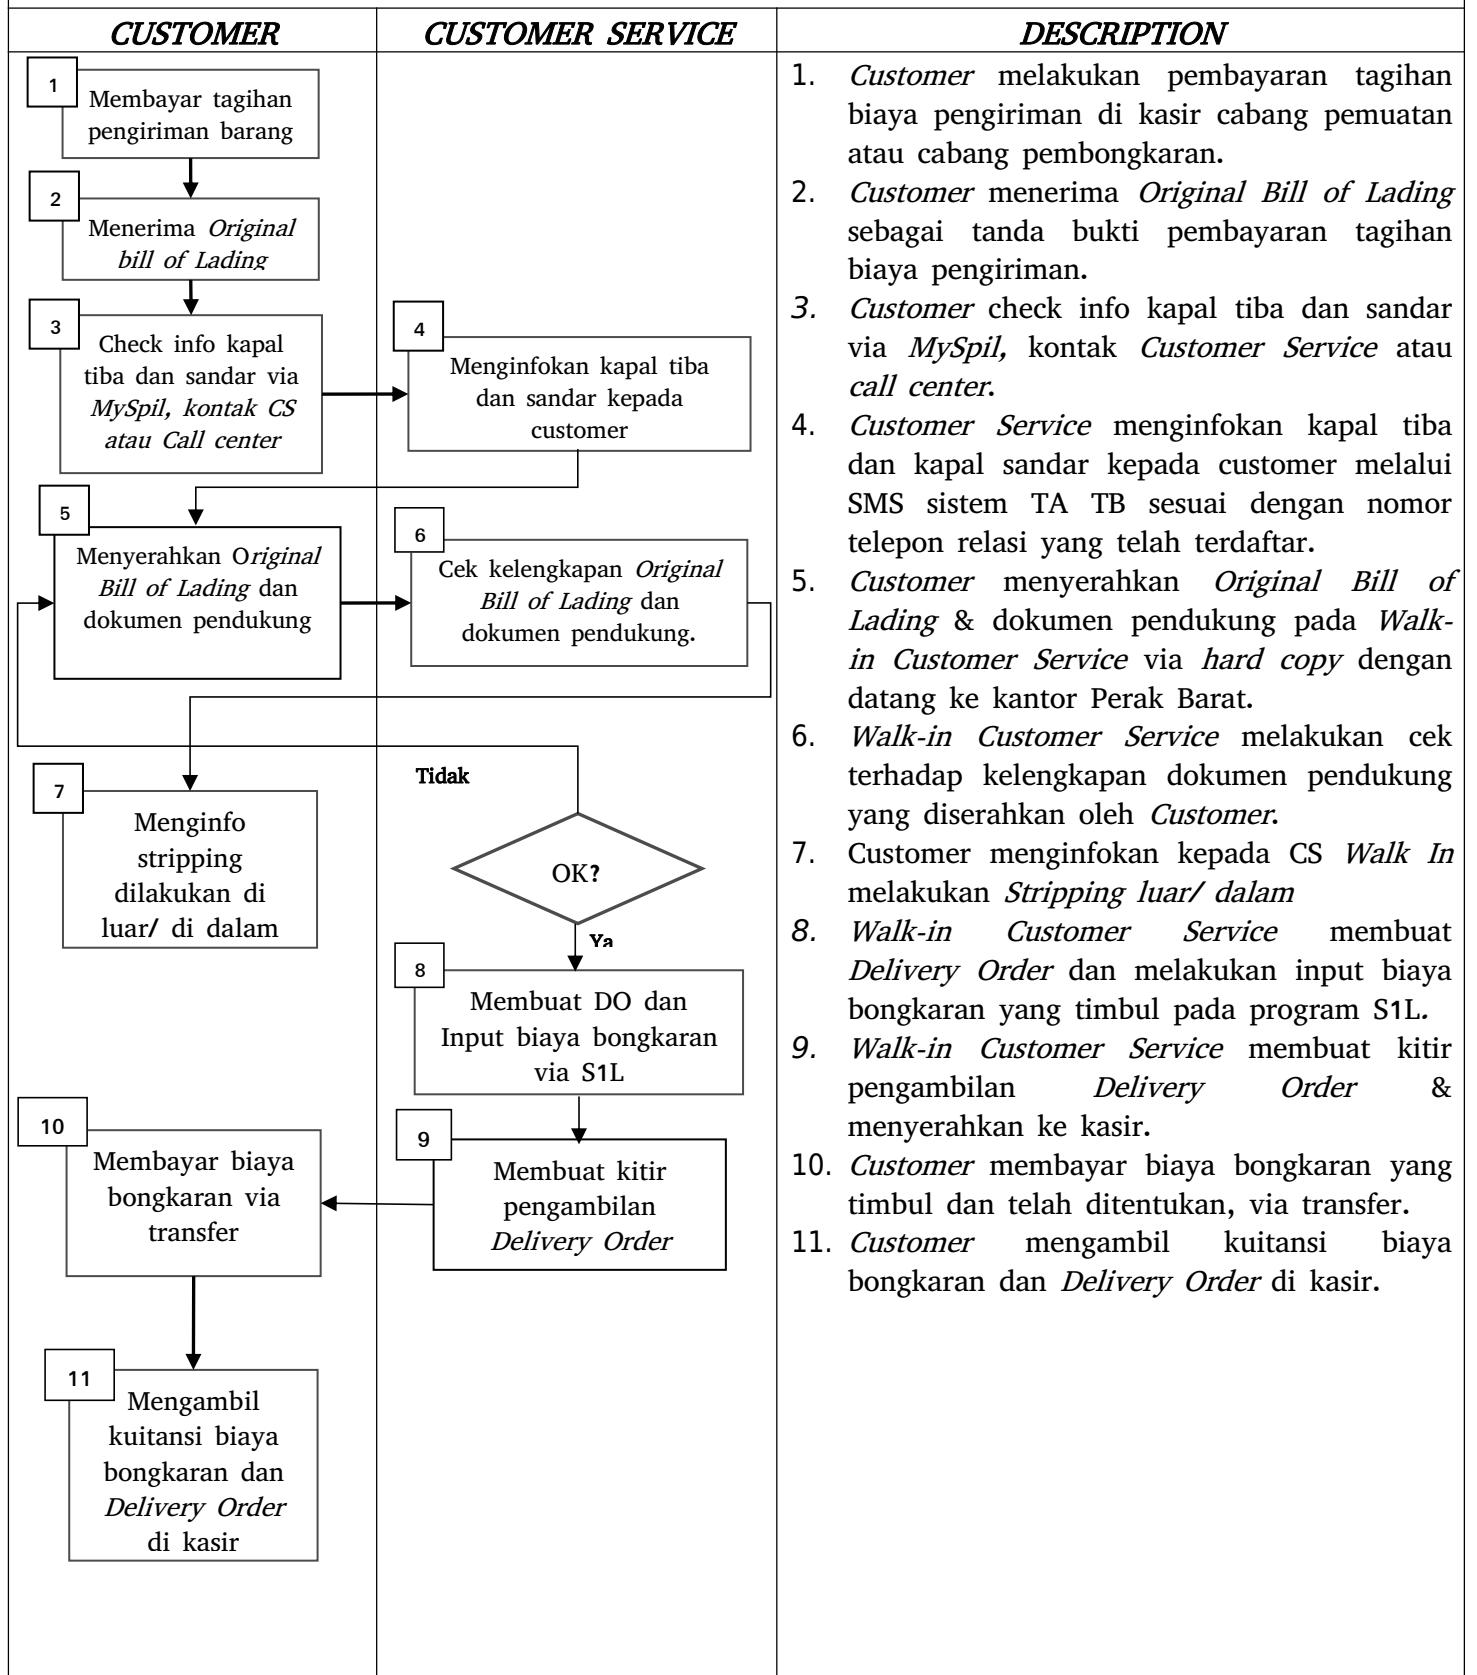 CUSTOMER
CUSTOMER SERVICE
DESCRIPTION
1
Membayar tagihan
pengiriman barang
2
Menerima Original
bill of Lading
3
Check info kapal
tiba dan sandar via
MySpil, kontak CS
atau Call center
4
Menginfokan kapal tiba
dan sandar kepada
customer
5
Menyerahkan Original
Bill of Lading dan
dokumen pendukung
6
Cek kelengkapan Original
Bill of Lading dan
dokumen pendukung.
7
Menginfo
stripping
dilakukan di
luar/ di dalam
Tidak
OK?
Ya
8
Membuat DO dan
Input biaya bongkaran
via S1L
9
Membuat kitir
pengambilan
Delivery Order
10
Membayar biaya
bongkaran via
transfer
11
Mengambil
kuitansi biaya
bongkaran dan
Delivery Order
di kasir
1. Customer melakukan pembayaran tagihan
biaya pengiriman di kasir cabang pemuatan
atau cabang pembongkaran.
2. Customer menerima Original Bill of Lading
sebagai tanda bukti pembayaran tagihan
biaya pengiriman.
3. Customer check info kapal tiba dan sandar
via MySpil, kontak Customer Service atau
call center.
4. Customer Service menginfokan kapal tiba
dan kapal sandar kepada customer melalui
SMS sistem TA TB sesuai dengan nomor
telepon relasi yang telah terdaftar.
5. Customer menyerahkan Original Bill of
Lading & dokumen pendukung pada Walk-
in Customer Service via hard copy dengan
datang ke kantor Perak Barat.
6. Walk-in Customer Service melakukan cek
terhadap kelengkapan dokumen pendukung
yang diserahkan oleh Customer.
7. Customer menginfokan kepada CS Walk In
melakukan Stripping luar/ dalam
8. Walk-in Customer Service membuat
Delivery Order dan melakukan input biaya
bongkaran yang timbul pada program S1L.
9. Walk-in Customer Service membuat kitir
pengambilan Delivery Order &
menyerahkan ke kasir.
10. Customer membayar biaya bongkaran yang
timbul dan telah ditentukan, via transfer.
11. Customer mengambil kuitansi biaya
bongkaran dan Delivery Order di kasir.